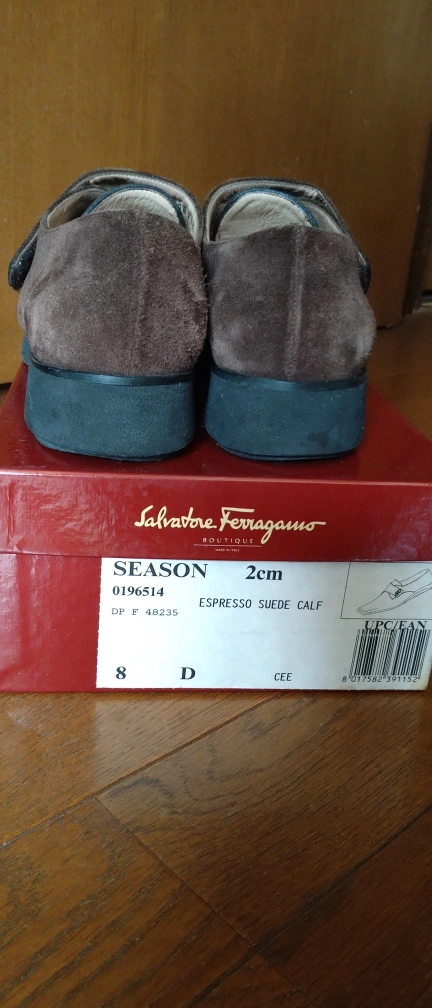 Salvatore Ferragamo
BOUTIQUE
MADE IN ITALY
SEASON 2cm
0196514
DP F 48235 ESPRESSO SUEDE CALF
UPC/EAN
8 D CEE
8 017582 391152